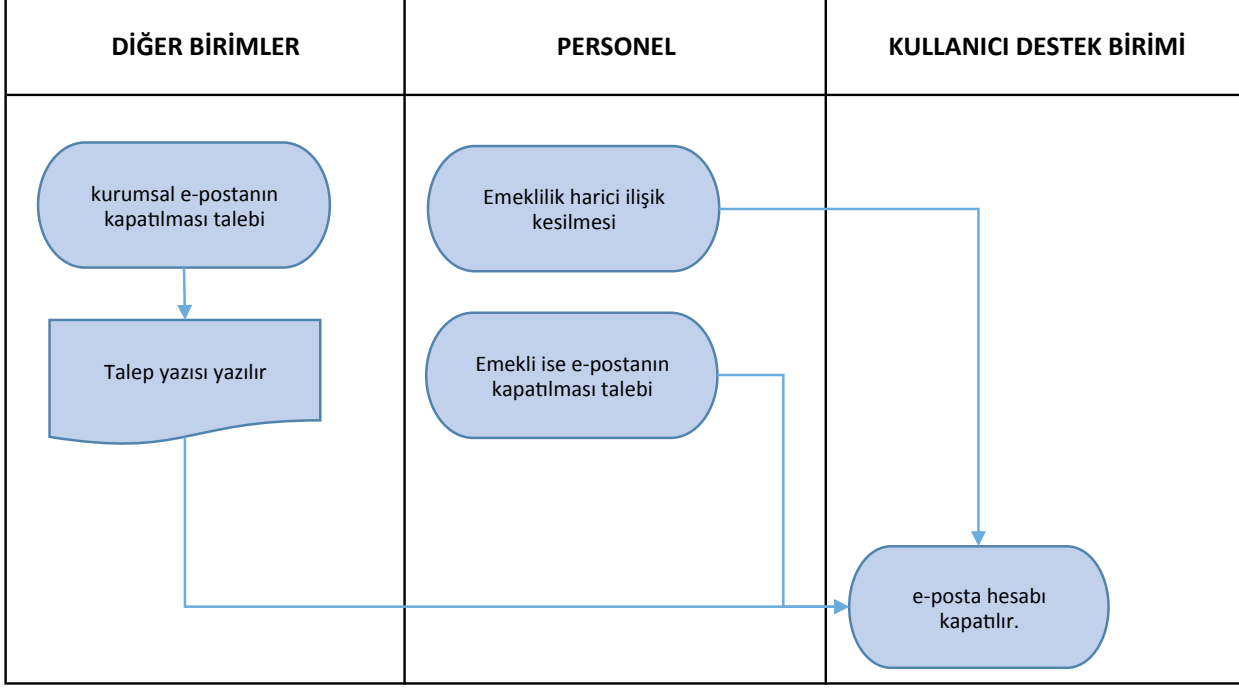 DİĞER BİRİMLER
PERSONEL
KULLANICI DESTEK BİRİMİ
kurumsal e-postanın
kapatılması talebi
Talep yazısı yazılır
Emeklilik harici ilişik
kesilmesi
Emekli ise e-postanın
kapatılması talebi
e-posta hesabı
kapatılır.